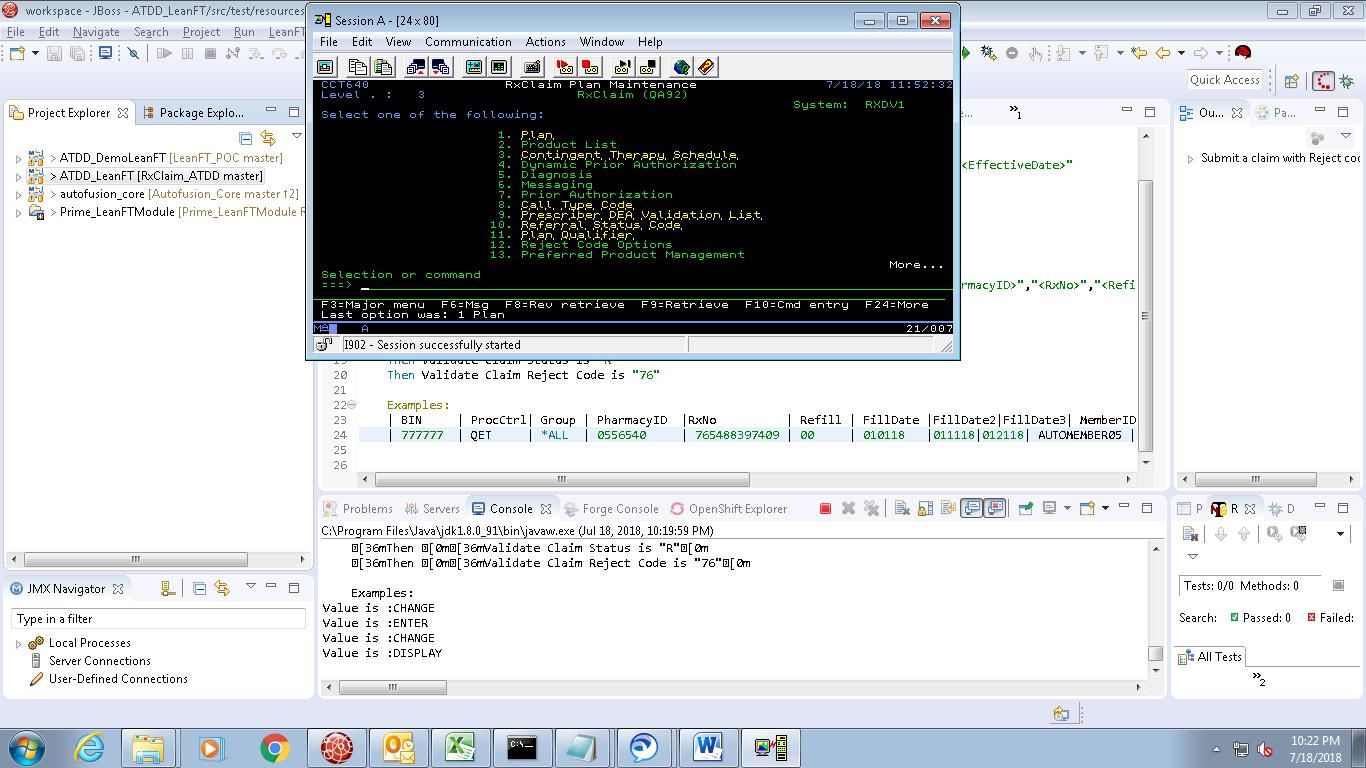 workspace - JBoss - ATDD_LeanFT/src/test/resources
File Edit Navigate Search Project Run LeanFT
Quick Access
Session A - [24 x 80]
File Edit View Communication Actions Window Help
CCT640 RxClaim Plan Maintenance 7/18/18 11:52:32
Level . : 3 RxClaim (QA92)
System: RXDV1
Select one of the following:
1. Plan
2. Product List
3. Contingent Therapy Schedule
4. Dynamic Prior Authorization
5. Diagnosis
6. Messaging
7. Prior Authorization
8. Call Type Code
9. Prescriber DEA Validation List
10. Referral Status Code
11. Plan Qualifier
12. Reject Code Options
13. Preferred Product Management
More...
Selection or command
===>
F3=Major menu F6=Msg F8=Rev retrieve F9=Retrieve F10=Cmd entry F24=More
Last option was: 1 Plan
MA A 21/007
I902 - Session successfully started
Project Explorer Package Explo...
> ATDD_DemoLeanFT [LeanFT_POC master]
> ATDD_LeanFT [RxClaim_ATDD master]
> autofusion_core [Autofusion_Core master ↑2]
> Prime_LeanFTModule [Prime_LeanFTModule R
e... »1
<EffectiveDate>"
rmacyID>","<RxNo>","<Refi
19 Then Validate Claim Status is "R"
20 Then Validate Claim Reject Code is "76"
21
22 Examples:
23 | BIN | ProcCtrl| Group | PharmacyID |RxNo | Refill | FillDate |FillDate2|FillDate3| MemberID
24 | 777777 | QET | *ALL | 0556540 | 765488397409 | 00 | 010118 |011118|012118| AUTOMEMBER05 |
25
26
Ou... Pa...
Submit a claim with Reject coc
Problems Servers Console Forge Console OpenShift Explorer
C:\Program Files\Java\jdk1.8.0_91\bin\javaw.exe (Jul 18, 2018, 10:19:59 PM)
[36mThen [0m[36mValidate Claim Status is "R"[0m
[36mThen [0m[36mValidate Claim Reject Code is "76"[0m
Examples:
Value is :CHANGE
Value is :ENTER
Value is :CHANGE
Value is :DISPLAY
JMX Navigator
Type in a filter
Local Processes
Server Connections
User-Defined Connections
P R D
Tests: 0/0 Methods: 0
Search: Passed: 0 Failed:
All Tests »2
10:22 PM
7/18/2018